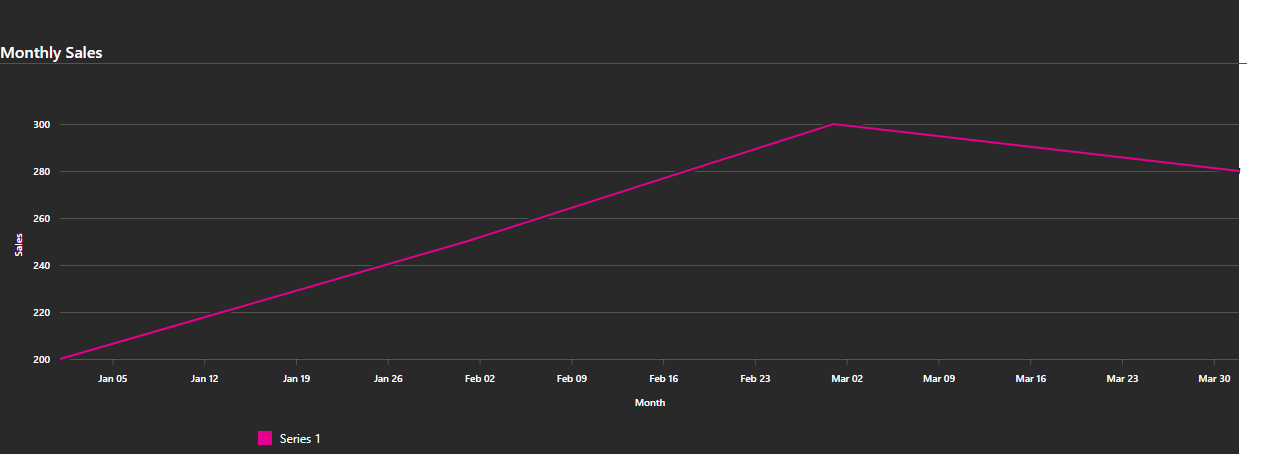 Monthly Sales
300
280
260
240
220
200
Sales
Jan 05 Jan 12 Jan 19 Jan 26 Feb 02 Feb 09 Feb 16 Feb 23 Mar 02 Mar 09 Mar 16 Mar 23 Mar 30
Month
Series 1